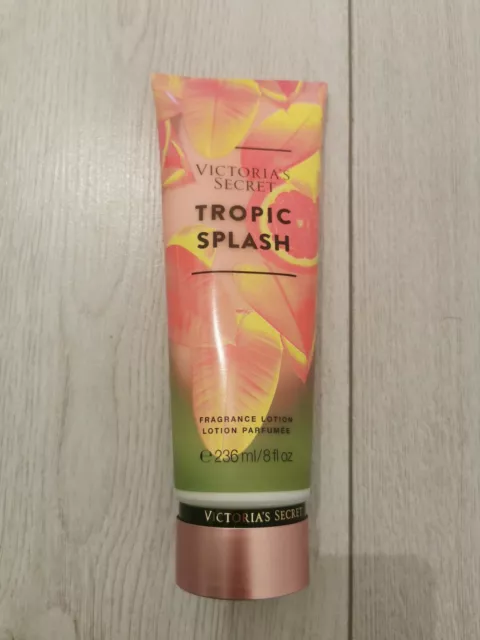 VICTORIA'S
SECRET
TROPIC
SPLASH
FRAGRANCE LOTION
LOTION PARFUMÉE
℮236 ml/8 fl oz
VICTORIA'S SECRET